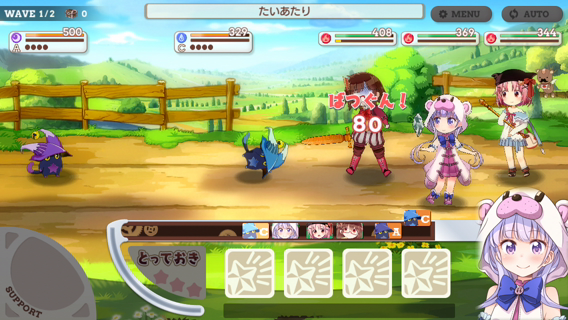 WAVE 1/2 0
たいあたり
MENU
AUTO
500
A
329
C
408
369
344
ばつぐん!
80
C
A
C
とっておき
SUPPORT